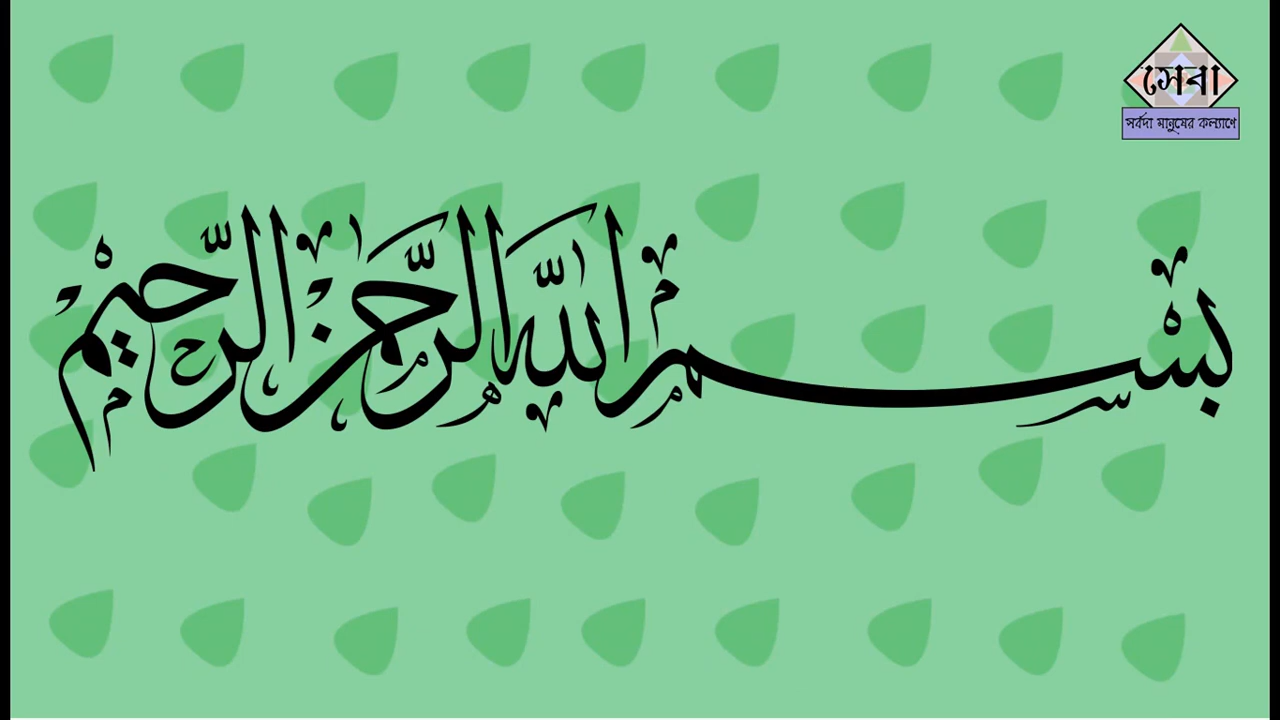 সেবা
সর্বদা মানুষের কল্যাণে
بسم الله الرحمن الرحيم